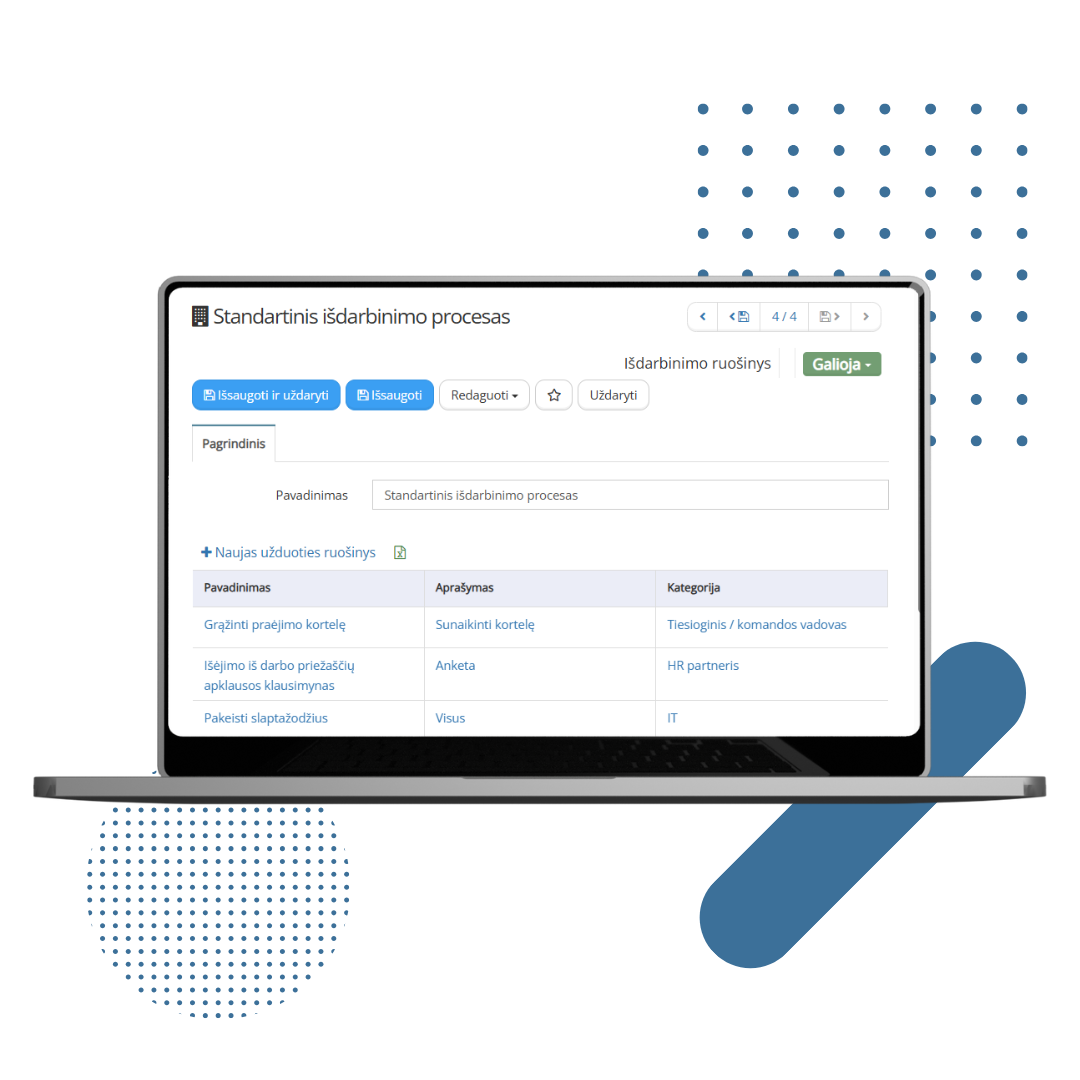 Standartinis išdarbinimo procesas
4 / 4
Išdarbinimo ruošinys
Galioja
Išsaugoti ir uždaryti
Išsaugoti
Redaguoti
Uždaryti
Pagrindinis
Pavadinimas
Standartinis išdarbinimo procesas
Naujas užduoties ruošinys
Pavadinimas
Aprašymas
Kategorija
Grąžinti praėjimo kortelę
Sunaikinti kortelę
Tiesioginis / komandos vadovas
Išėjimo iš darbo priežaščių
apklausos klausimynas
Anketa
HR partneris
Pakeisti slaptažodžius
Visus
IT